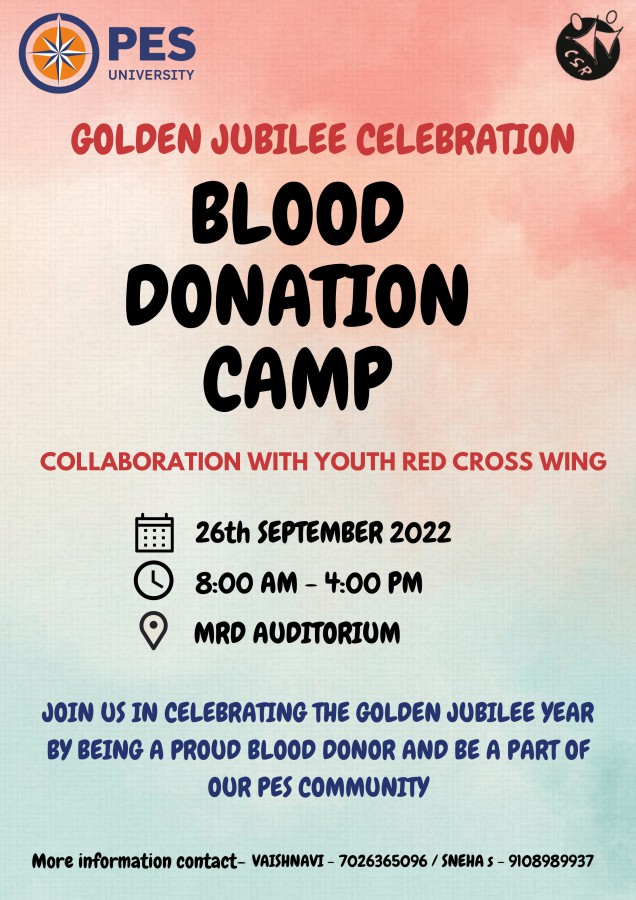 PES
UNIVERSITY
CSR
GOLDEN JUBILEE CELEBRATION
BLOOD
DONATION
CAMP
COLLABORATION WITH YOUTH RED CROSS WING
26th SEPTEMBER 2022
8:00 AM - 4:00 PM
MRD AUDITORIUM
JOIN US IN CELEBRATING THE GOLDEN JUBILEE YEAR
BY BEING A PROUD BLOOD DONOR AND BE A PART OF
OUR PES COMMUNITY
More information contact- VAISHNAVI - 7026365096 / SNEHA s - 9108989937